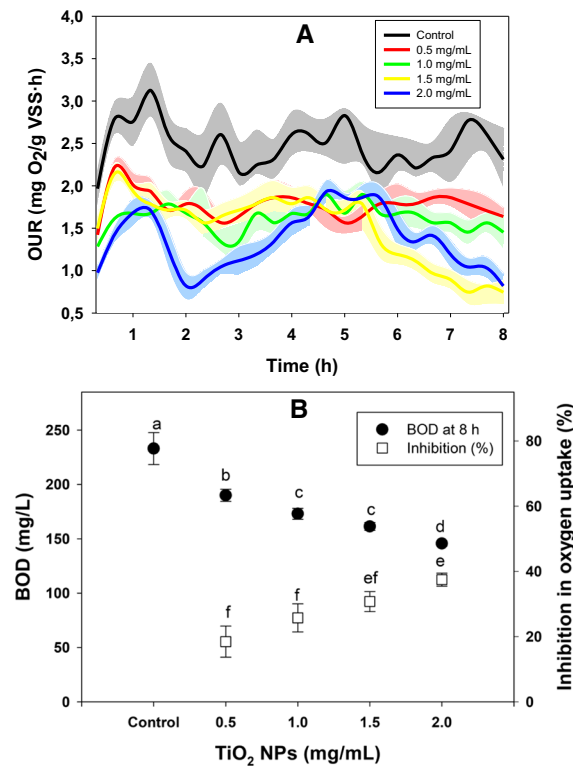 A
Control
0.5 mg/mL
1.0 mg/mL
1.5 mg/mL
2.0 mg/mL
OUR (mg O₂/g VSS·h)
4,0
3,5
3,0
2,5
2,0
1,5
1,0
0,5
1 2 3 4 5 6 7 8
Time (h)
B
BOD at 8 h
Inhibition (%)
BOD (mg/L)
250
200
150
100
50
0
a
b
c
c
d
e
ef
f
f
80
60
40
20
0
Inhibition in oxygen uptake (%)
Control 0.5 1.0 1.5 2.0
TiO₂ NPs (mg/mL)